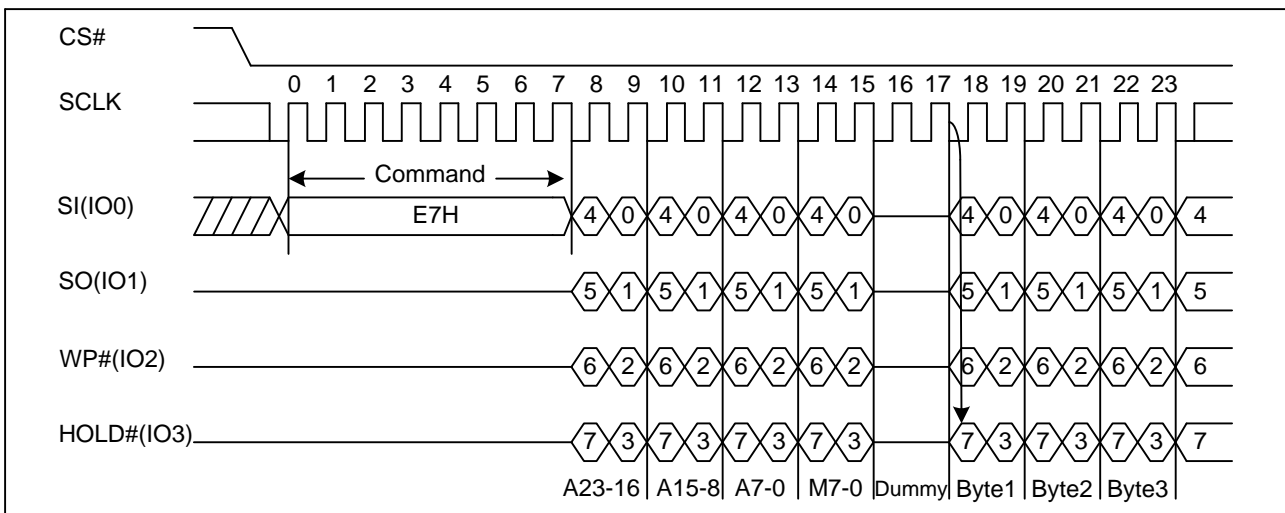 CS#
0 1 2 3 4 5 6 7 8 9 10 11 12 13 14 15 16 17 18 19 20 21 22 23
SCLK
Command
SI(IO0) E7H 4 0 4 0 4 0 4 0 4 0 4 0 4 0 4
SO(IO1) 5 1 5 1 5 1 5 1 5 1 5 1 5 1 5
WP#(IO2) 6 2 6 2 6 2 6 2 6 2 6 2 6 2 6
HOLD#(IO3) 7 3 7 3 7 3 7 3 7 3 7 3 7 3 7
A23-16 A15-8 A7-0 M7-0 Dummy Byte1 Byte2 Byte3